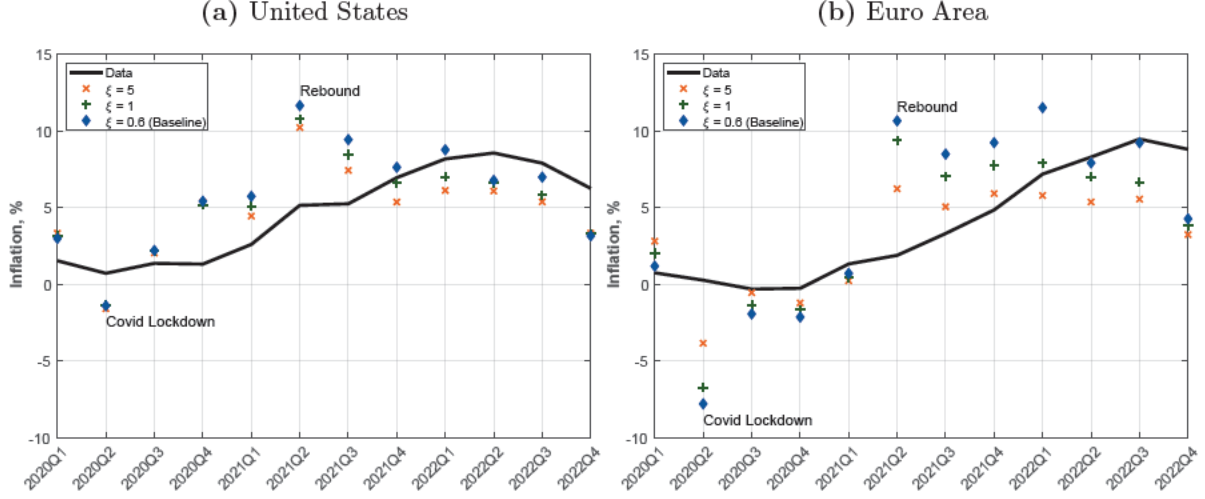 (a) United States
15
10
5
0
-5
-10
Inflation, %
Data
ξ = 5
ξ = 1
ξ = 0.6 (Baseline)
Rebound
Covid Lockdown
2020Q1
2020Q2
2020Q3
2020Q4
2021Q1
2021Q2
2021Q3
2021Q4
2022Q1
2022Q2
2022Q3
2022Q4
(b) Euro Area
15
10
5
0
-5
-10
Inflation, %
Data
ξ = 5
ξ = 1
ξ = 0.6 (Baseline)
Rebound
Covid Lockdown
2020Q1
2020Q2
2020Q3
2020Q4
2021Q1
2021Q2
2021Q3
2021Q4
2022Q1
2022Q2
2022Q3
2022Q4